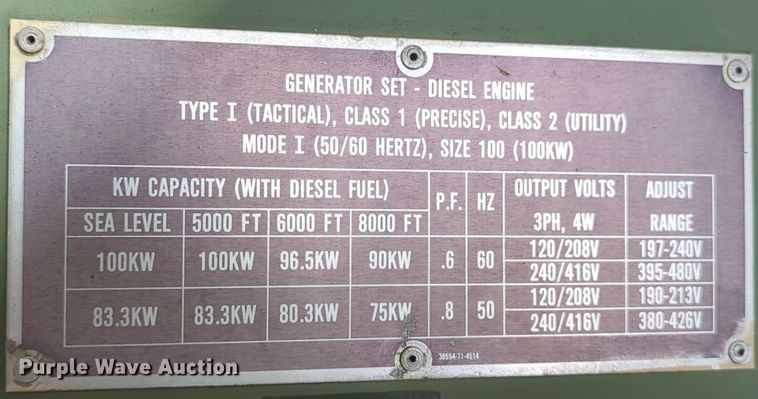 GENERATOR SET - DIESEL ENGINE
TYPE I (TACTICAL), CLASS 1 (PRECISE), CLASS 2 (UTILITY)
MODE I (50/60 HERTZ), SIZE 100 (100KW)
KW CAPACITY (WITH DIESEL FUEL) P.F. HZ OUTPUT VOLTS ADJUST
SEA LEVEL 5000 FT 6000 FT 8000 FT 3PH, 4W RANGE
100KW 100KW 96.5KW 90KW .6 60 120/208V 197-240V
240/416V 395-480V
83.3KW 83.3KW 80.3KW 75KW .8 50 120/208V 190-213V
240/416V 380-426V
30554-71-4514
Purple Wave Auction